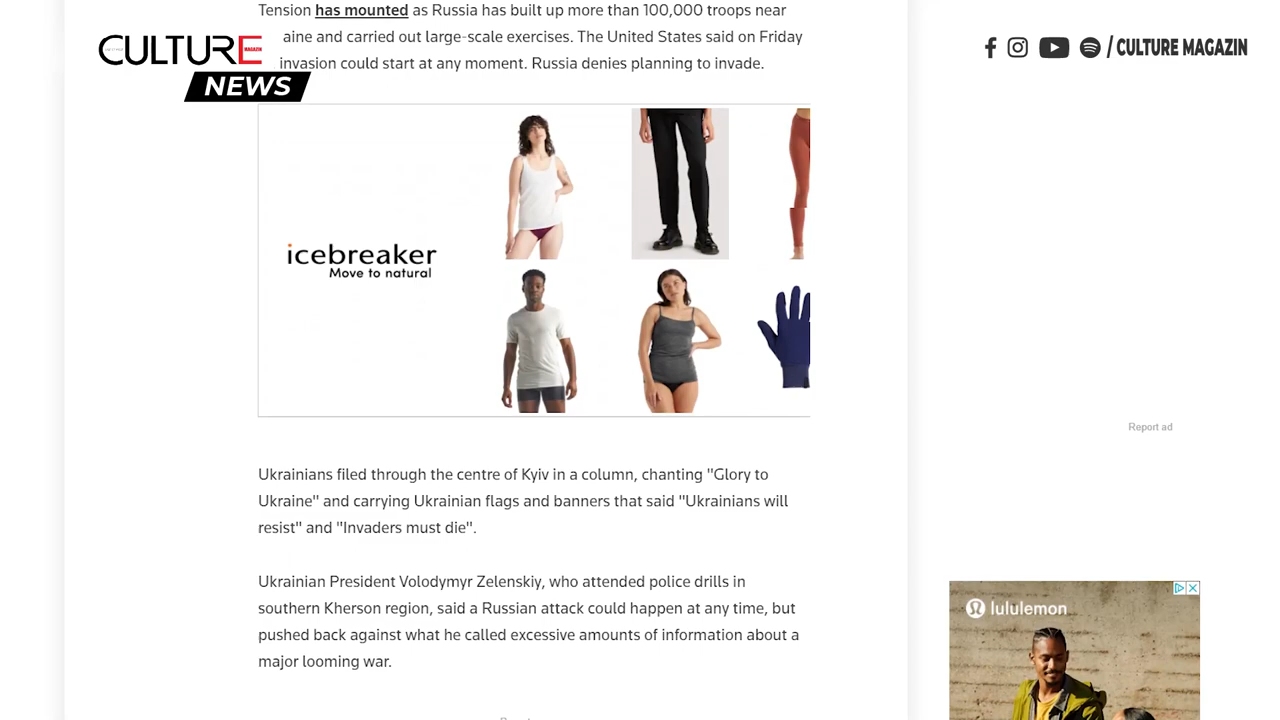 Tension has mounted as Russia has built up more than 100,000 troops near
aine and carried out large-scale exercises. The United States said on Friday
invasion could start at any moment. Russia denies planning to invade.
CULTURE
MAGAZIN
NEWS
/ CULTURE MAGAZIN
icebreaker
Move to natural
Report ad
Ukrainians filed through the centre of Kyiv in a column, chanting "Glory to
Ukraine" and carrying Ukrainian flags and banners that said "Ukrainians will
resist" and "Invaders must die".
Ukrainian President Volodymyr Zelenskiy, who attended police drills in
southern Kherson region, said a Russian attack could happen at any time, but
pushed back against what he called excessive amounts of information about a
major looming war.
lululemon